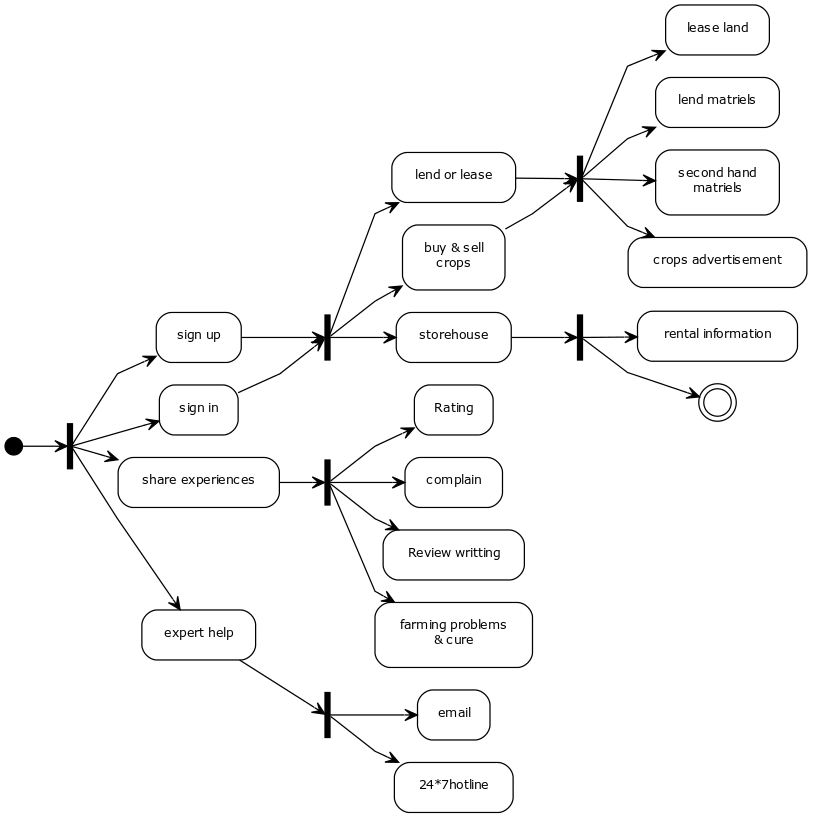 lease land
lend matriels
second hand
matriels
crops advertisement
lend or lease
buy & sell
crops
storehouse
rental information
sign up
sign in
share experiences
expert help
Rating
complain
Review writting
farming problems
& cure
email
24*7hotline